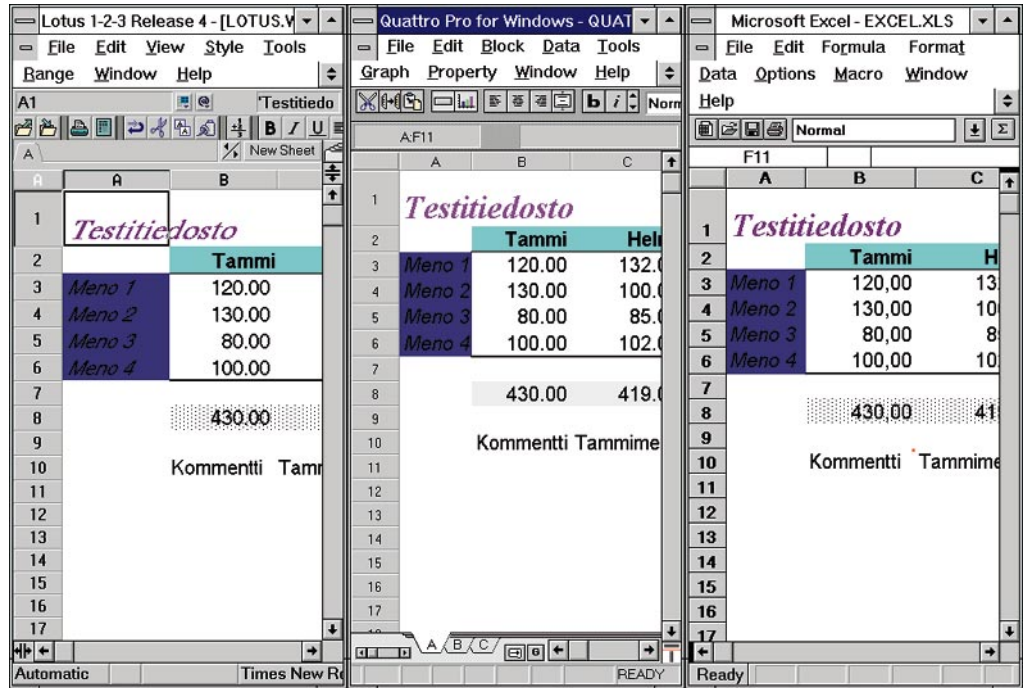 Lotus 1-2-3 Release 4 - [LOTUS.W
File Edit View Style Tools
Range Window Help
A1 'Testitiedo
B I U
A New Sheet
A A B
1 Testitiedosto
2 Tammi
3 Meno 1 120.00
4 Meno 2 130.00
5 Meno 3 80.00
6 Meno 4 100.00
7
8 430.00
9
10 Kommentti Tamm
11
12
13
14
15
16
17
Automatic Times New Ro
Quattro Pro for Windows - QUAT
File Edit Block Data Tools
Graph Property Window Help
b i Norm
A:F11
A B C
1 Testitiedosto
2 Tammi Heln
3 Meno 1 120.00 132.0
4 Meno 2 130.00 100.0
5 Meno 3 80.00 85.0
6 Meno 4 100.00 102.0
7
8 430.00 419.0
9
10 Kommentti Tammime
11
12
13
14
15
16
17
A B C G
READY
Microsoft Excel - EXCEL.XLS
File Edit Formula Format
Data Options Macro Window
Help
Normal Σ
F11
A B C
1 Testitiedosto
2 Tammi H
3 Meno 1 120,00 13
4 Meno 2 130,00 10
5 Meno 3 80,00 8
6 Meno 4 100,00 10
7
8 430,00 41
9
10 Kommentti Tammime
11
12
13
14
15
16
17
Ready